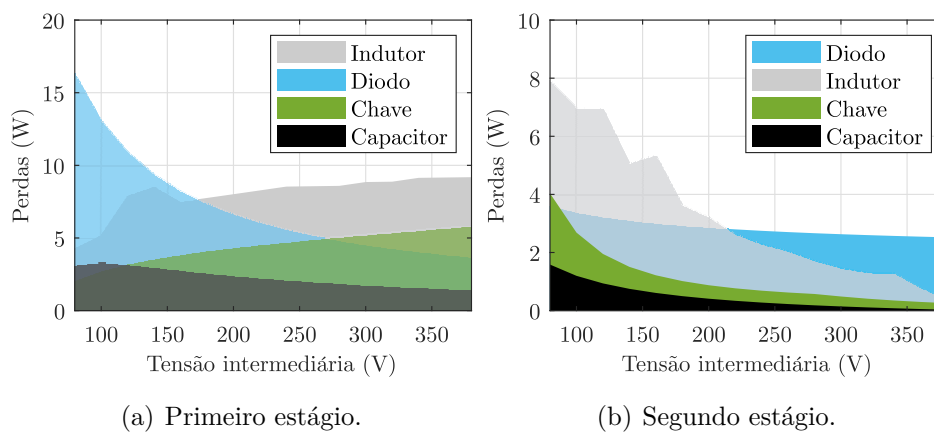 20
15
10
5
0
Perdas (W)
Indutor
Diodo
Chave
Capacitor
100 150 200 250 300 350
Tensão intermediária (V)
(a) Primeiro estágio.
10
8
6
4
2
0
Perdas (W)
Diodo
Indutor
Chave
Capacitor
100 150 200 250 300 350
Tensão intermediária (V)
(b) Segundo estágio.